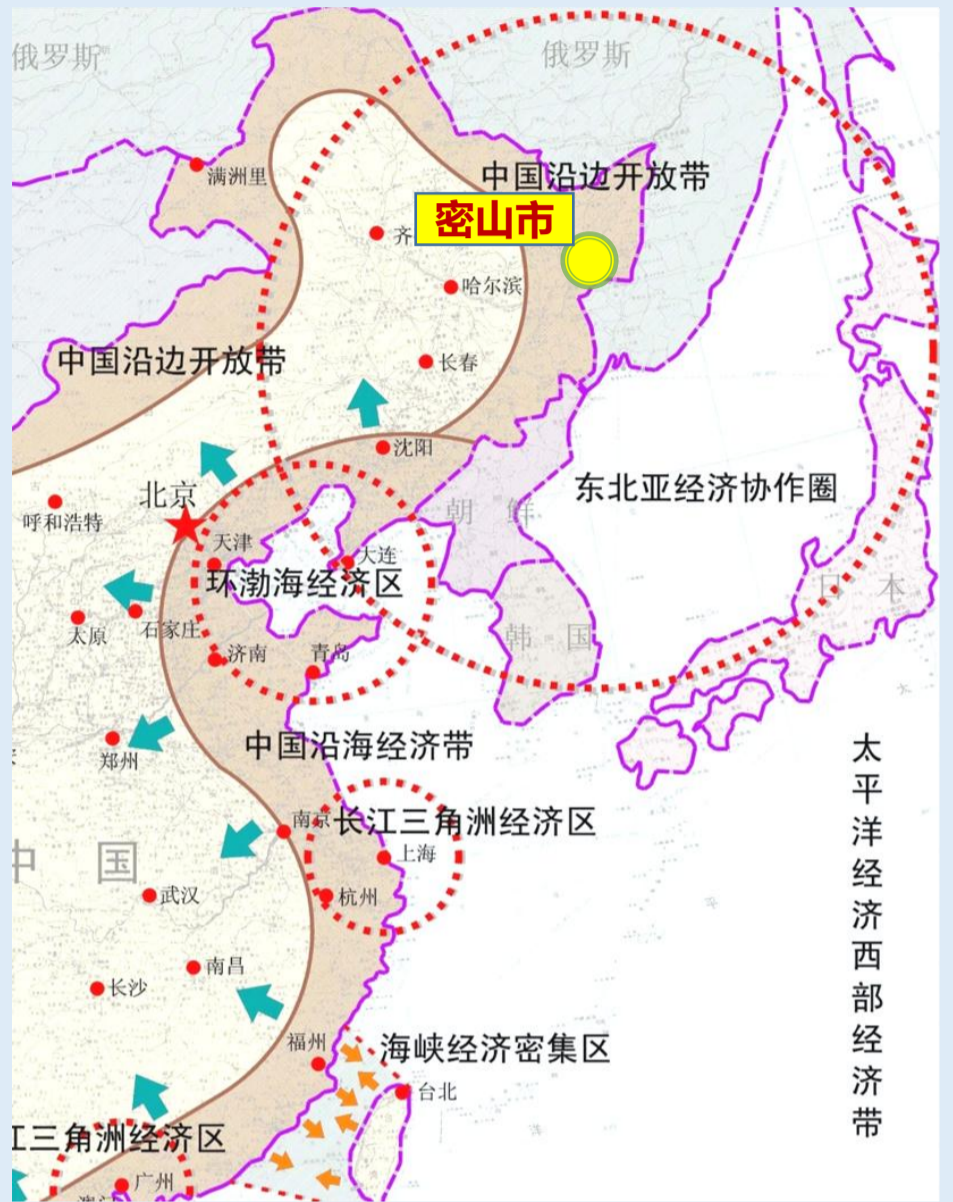 俄罗斯
俄罗斯
满洲里
中国沿边开放带
密山市
齐
哈尔滨
中国沿边开放带
长春
沈阳
北京
呼和浩特
朝鲜
东北亚经济协作圈
天津
大连
环渤海经济区
日本
太原
石家庄
韩国
济南
青岛
中国沿海经济带
郑州
太平洋经济西部经济带
南京
长江三角洲经济区
中国
上海
武汉
杭州
南昌
长沙
福州
海峡经济密集区
台北
江三角洲经济区
广州